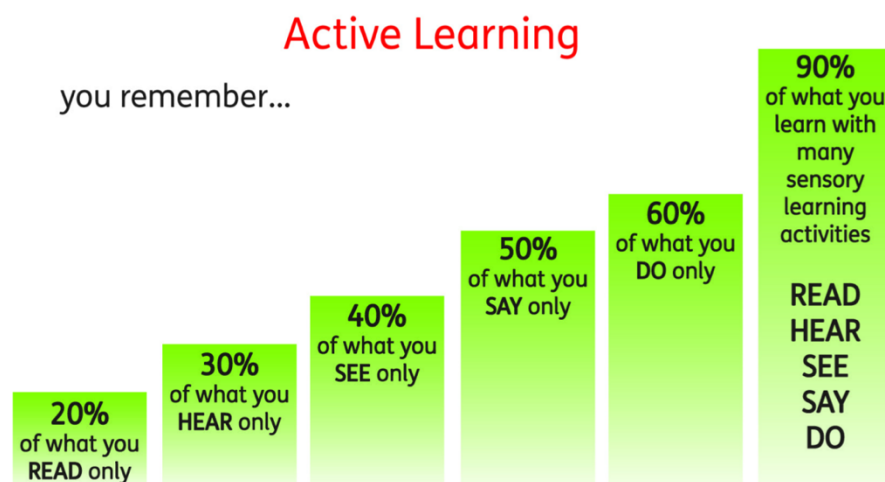 Active Learning
you remember...
20%
of what you
READ only
30%
of what you
HEAR only
40%
of what you
SEE only
50%
of what you
SAY only
60%
of what you
DO only
90%
of what you
learn with
many
sensory
learning
activities
READ
HEAR
SEE
SAY
DO